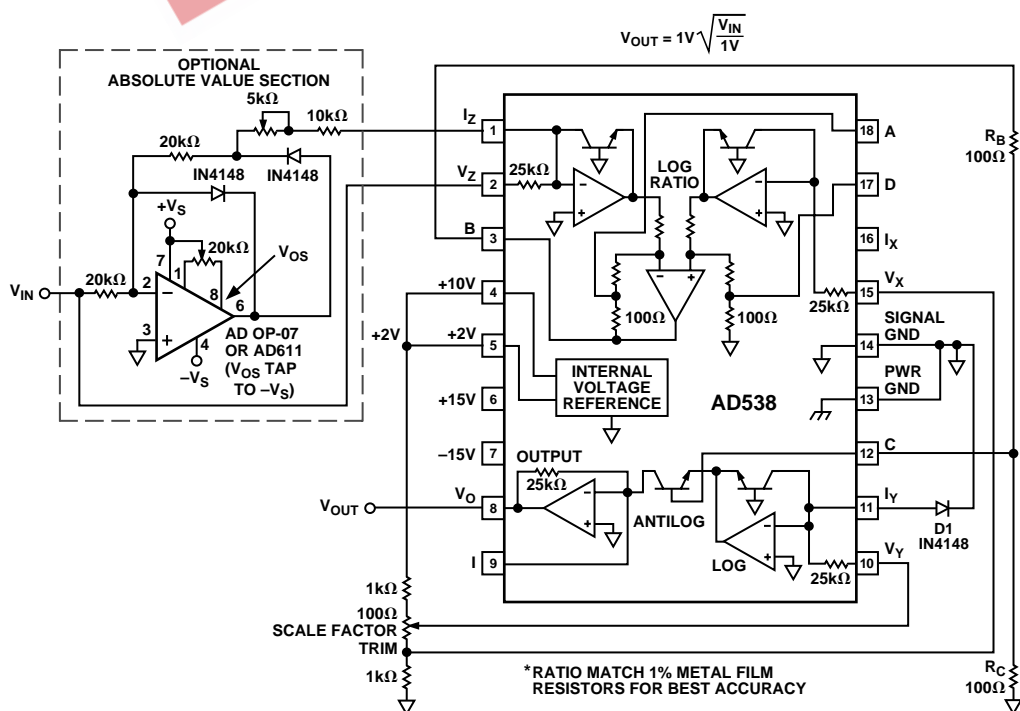 V_OUT = 1V √(V_IN / 1V)
OPTIONAL
ABSOLUTE VALUE SECTION
5kΩ
10kΩ
20kΩ
IN4148
IN4148
+V_S
20kΩ
V_OS
V_IN
20kΩ
7
1
2
8
6
3
4
AD OP-07
OR AD611
(V_OS TAP
TO –V_S)
–V_S
I_Z
1
V_Z
2
25kΩ
B
3
+10V
4
+2V
+2V
5
+15V
6
–15V
7
OUTPUT
25kΩ
V_OUT
V_O
8
I
9
LOG
RATIO
100Ω
100Ω
INTERNAL
VOLTAGE
REFERENCE
AD538
ANTILOG
LOG
25kΩ
25kΩ
18
A
17
D
16
I_X
15
V_X
SIGNAL
GND
14
PWR
GND
13
12
C
11
I_Y
D1
IN4148
10
V_Y
R_B
100Ω
R_C
100Ω
1kΩ
100Ω
SCALE FACTOR
TRIM
1kΩ
*RATIO MATCH 1% METAL FILM
RESISTORS FOR BEST ACCURACY